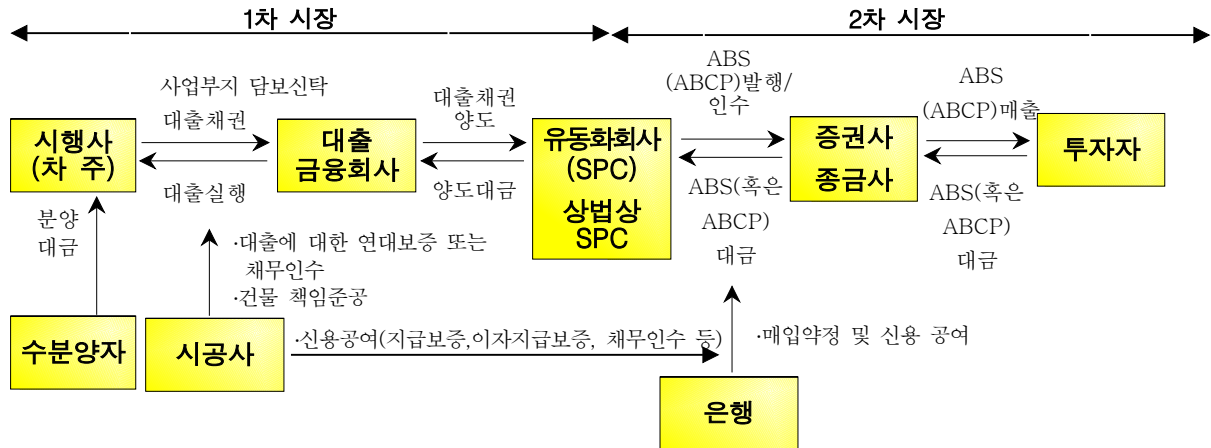 1차 시장
2차 시장
사업부지 담보신탁
대출채권
대출채권
양도
ABS
(ABCP)발행/
인수
ABS
(ABCP)매출
시행사
(차 주)
대출
금융회사
유동화회사
(SPC)
상법상
SPC
증권사
종금사
투자자
대출실행
양도대금
ABS(혹은
ABCP)
대금
ABS(혹은
ABCP)
대금
분양
대금
·대출에 대한 연대보증 또는
채무인수
·건물 책임준공
수분양자
시공사
·신용공여(지급보증,이자지급보증, 채무인수 등)
·매입약정 및 신용 공여
은행